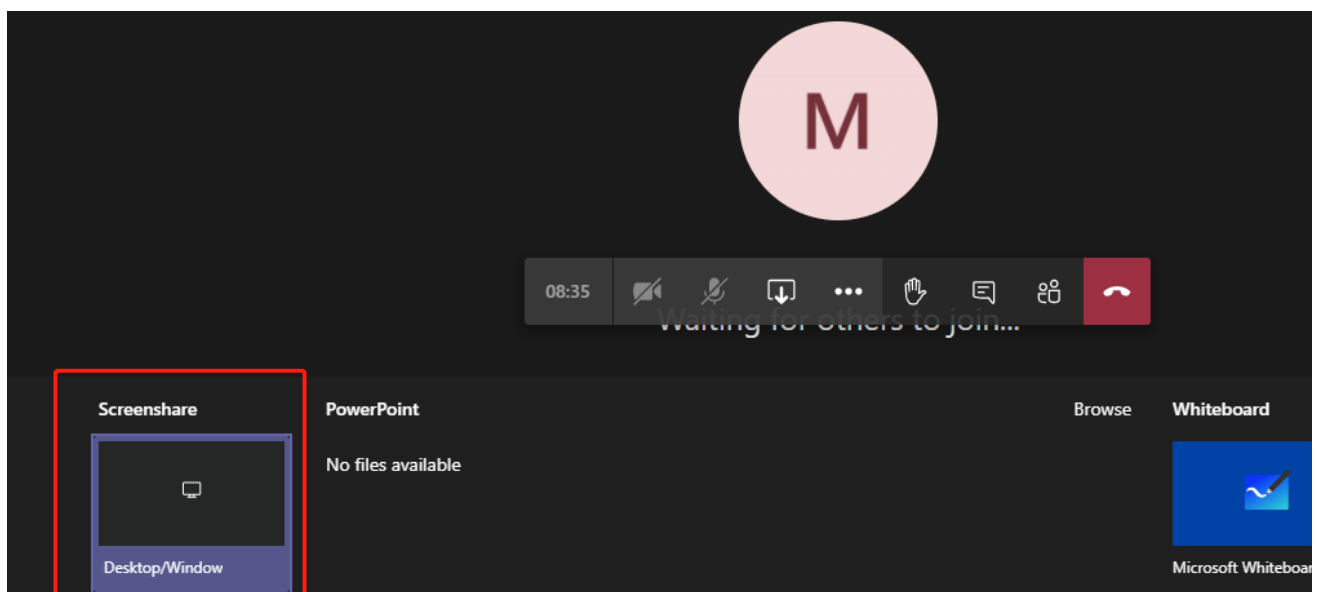 M
08:35
Waiting for others to join...
Screenshare
PowerPoint
Browse
Whiteboard
No files available
Desktop/Window
Microsoft Whiteboar